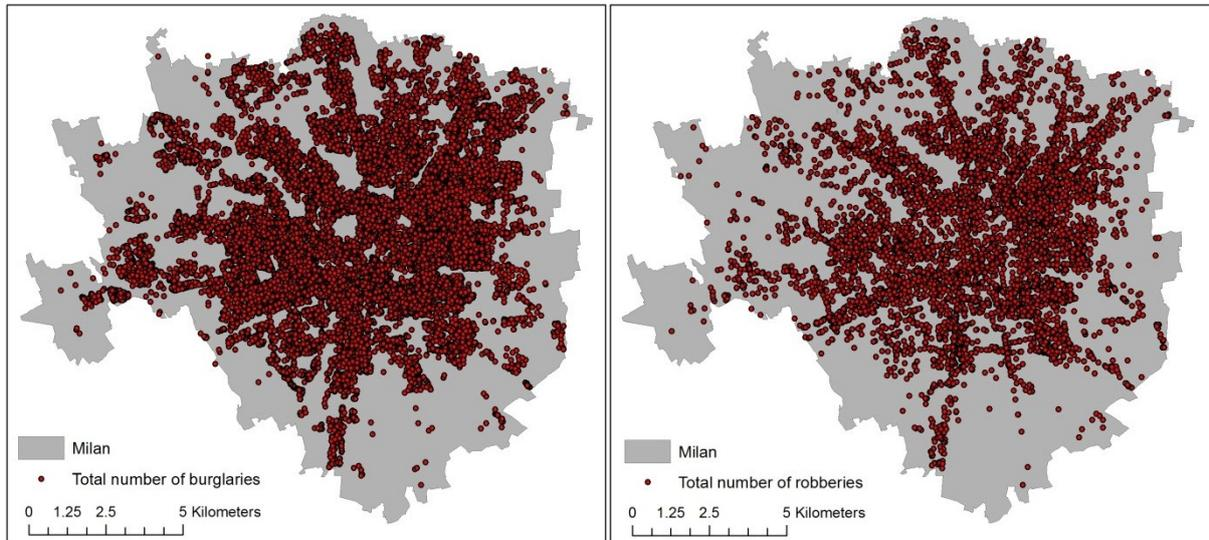 Milan
Total number of burglaries
0 1.25 2.5 5 Kilometers
Milan
Total number of robberies
0 1.25 2.5 5 Kilometers